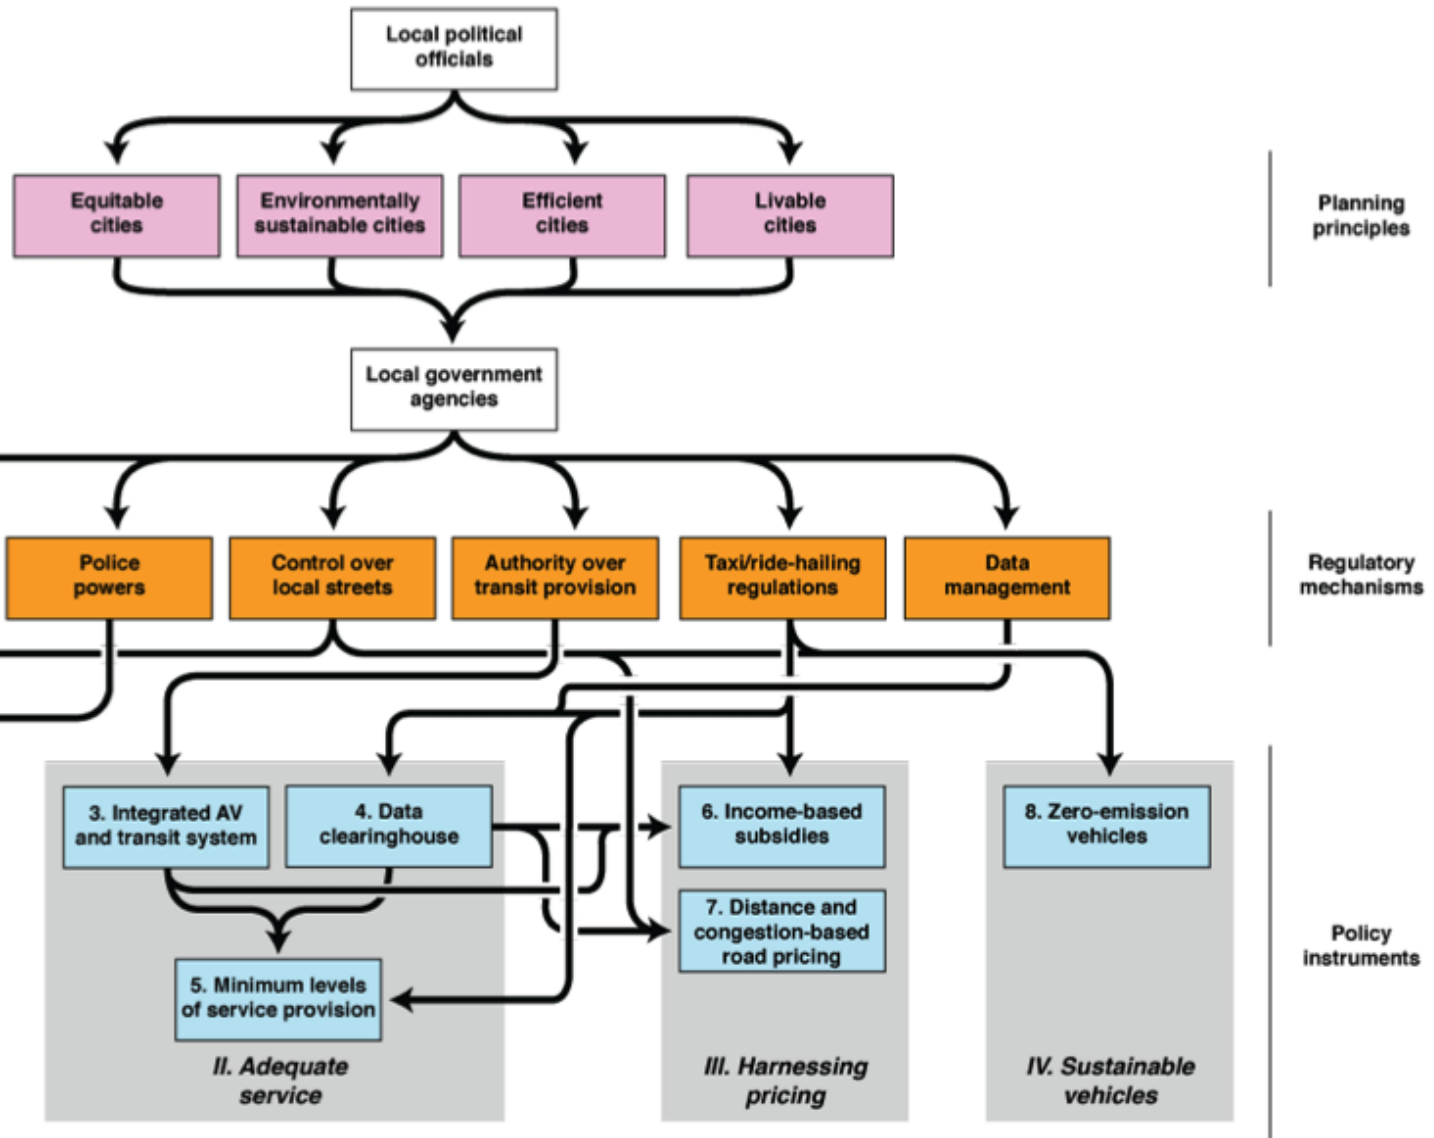 Local political
officials
Equitable
cities
Environmentally
sustainable cities
Efficient
cities
Livable
cities
Planning
principles
Local government
agencies
Police
powers
Control over
local streets
Authority over
transit provision
Taxi/ride-hailing
regulations
Data
management
Regulatory
mechanisms
3. Integrated AV
and transit system
4. Data
clearinghouse
5. Minimum levels
of service provision
II. Adequate
service
6. Income-based
subsidies
7. Distance and
congestion-based
road pricing
III. Harnessing
pricing
8. Zero-emission
vehicles
IV. Sustainable
vehicles
Policy
instruments